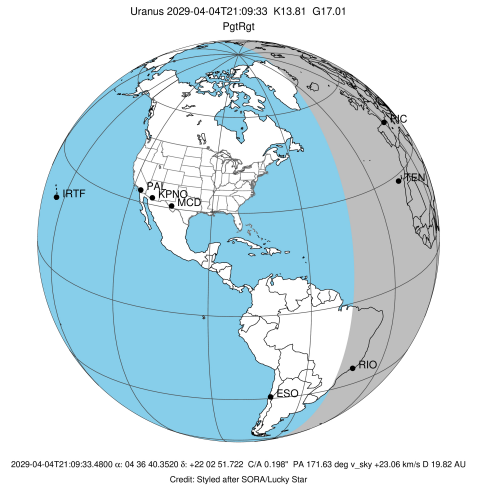 Uranus 2029-04-04T21:09:33 K13.81 G17.01
PgtRgt
PIC
TEN
PAL
IRTF
KPNO
MCD
RIO
ESO
2029-04-04T21:09:33.4800 α: 04 36 40.3520 δ: +22 02 51.722 C/A 0.198" PA 171.63 deg v_sky +23.06 km/s D 19.82 AU
Credit: Styled after SORA/Lucky Star